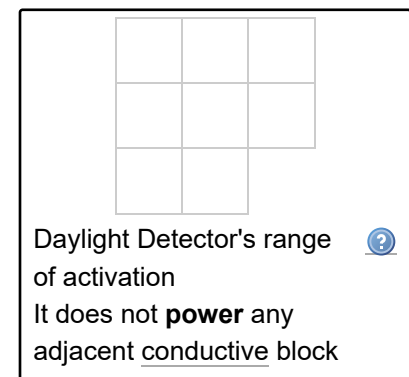 Daylight Detector's range ?
of activation
It does not power any
adjacent conductive block